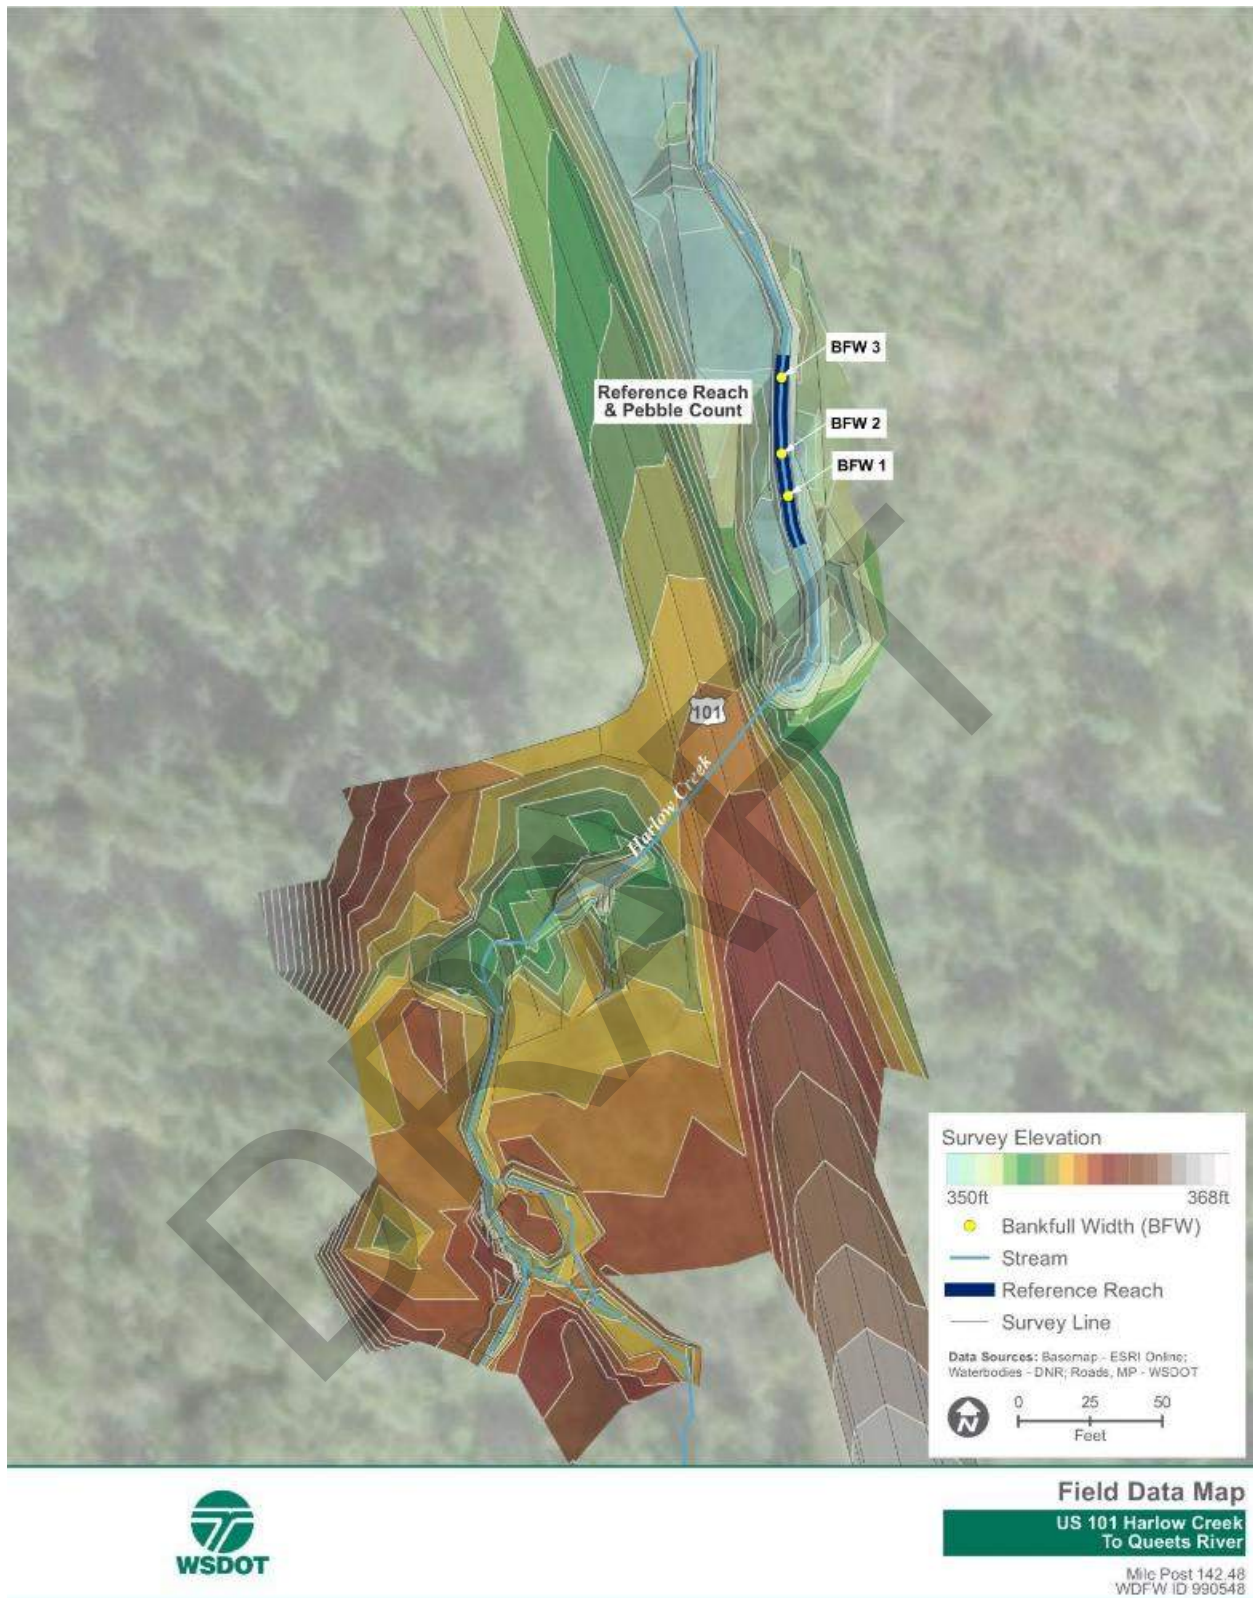 BFW 3
Reference Reach
& Pebble Count
BFW 2
BFW 1
101
Harlow Creek
DRAFT
Survey Elevation
350ft 368ft
Bankfull Width (BFW)
Stream
Reference Reach
Survey Line
Data Sources: Basemap - ESRI Online;
Waterbodies - DNR; Roads, MP - WSDOT
N
0 25 50
Feet
WSDOT
Field Data Map
US 101 Harlow Creek
To Queets River
Mile Post 142.48
WDFW ID 990548